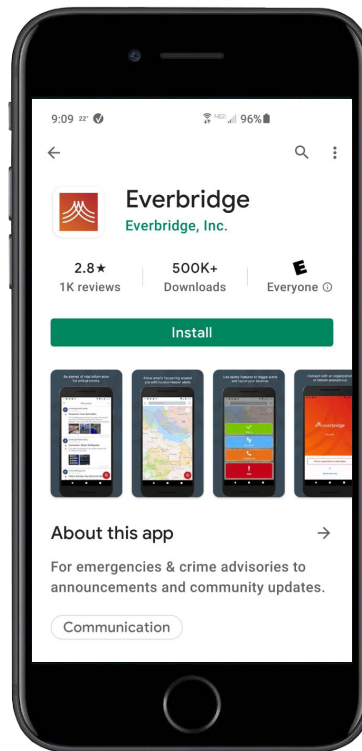 9:09 22° 96%
Everbridge
Everbridge, Inc.
2.8★ 500K+ E
1K reviews Downloads Everyone
Install
everbridge
About this app
For emergencies & crime advisories to
announcements and community updates.
Communication